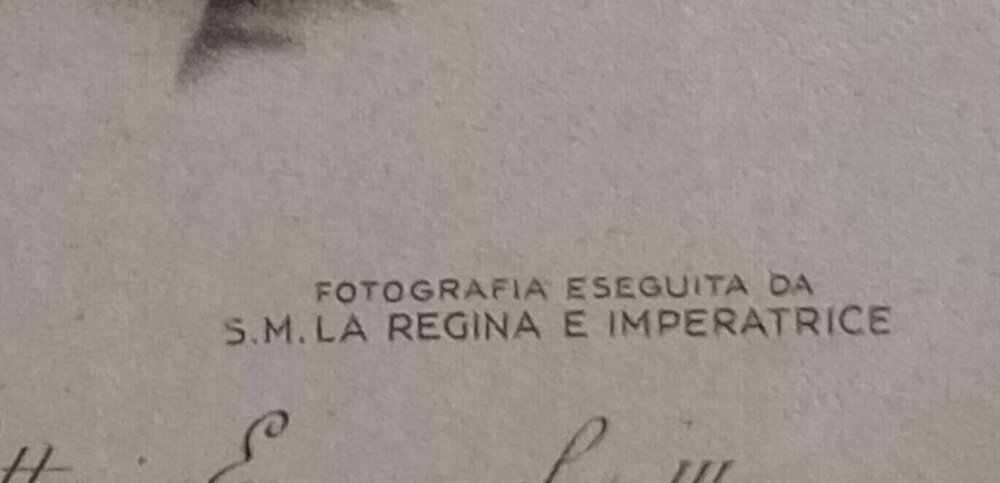 FOTOGRAFIA ESEGUITA DA
S.M. LA REGINA E IMPERATRICE